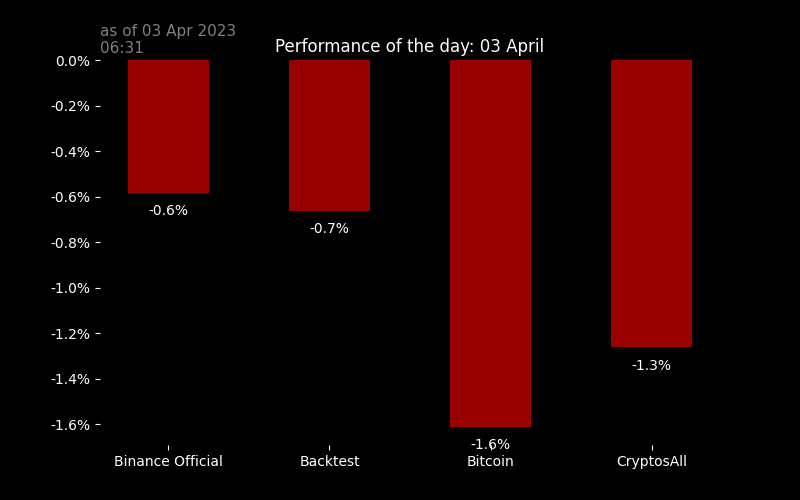 as of 03 Apr 2023
06:31
Performance of the day: 03 April
0.0%
-0.2%
-0.4%
-0.6%
-0.8%
-1.0%
-1.2%
-1.4%
-1.6%
-0.6%
-0.7%
-1.6%
-1.3%
Binance Official
Backtest
Bitcoin
CryptosAll